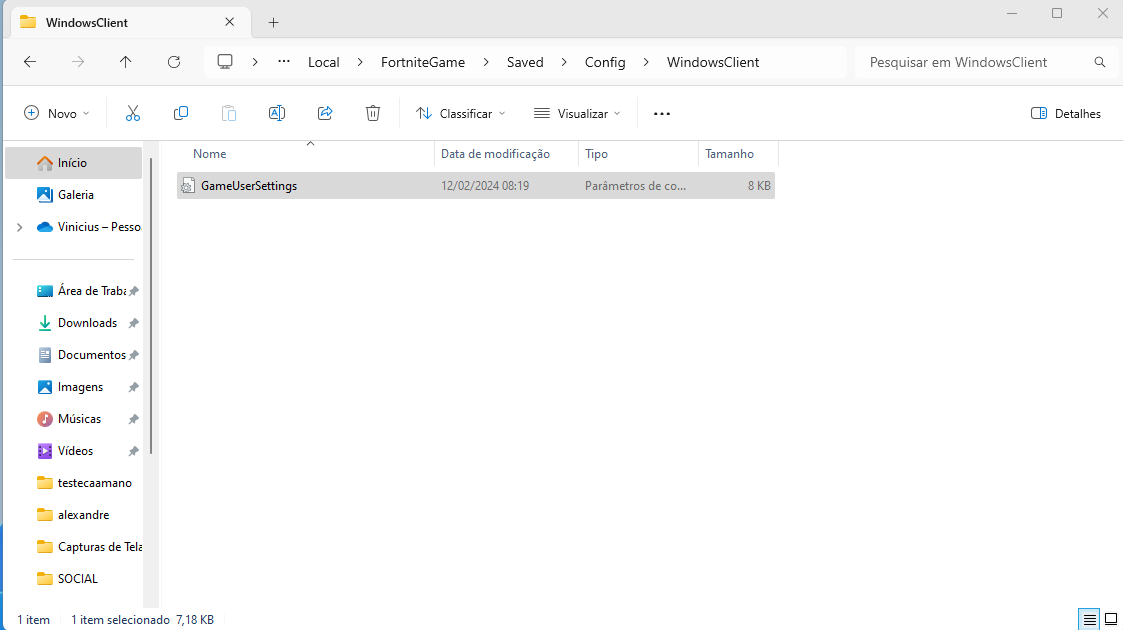 WindowsClient
Local > FortniteGame > Saved > Config > WindowsClient
Pesquisar em WindowsClient
Novo
Classificar
Visualizar
Detalhes
Nome
Data de modificação
Tipo
Tamanho
GameUserSettings
12/02/2024 08:19
Parâmetros de co...
8 KB
Início
Galeria
Vinicius – Pesso
Área de Traba
Downloads
Documentos
Imagens
Músicas
Vídeos
testecaamano
alexandre
Capturas de Tela
SOCIAL
1 item
1 item selecionado 7,18 KB